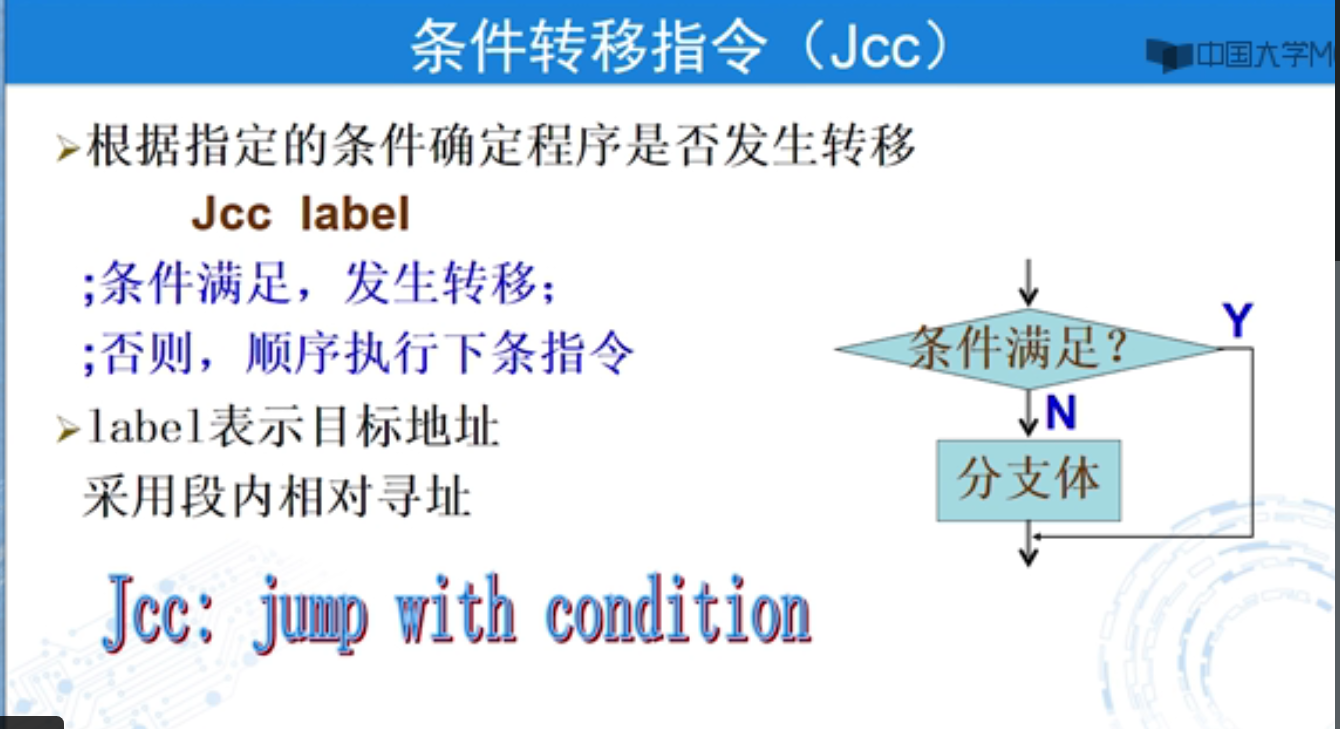 条件转移指令（Jcc）
中国大学M
根据指定的条件确定程序是否发生转移
Jcc label
;条件满足，发生转移；
;否则，顺序执行下条指令
label表示目标地址
采用段内相对寻址
条件满足？
Y
N
分支体
Jcc: jump with condition